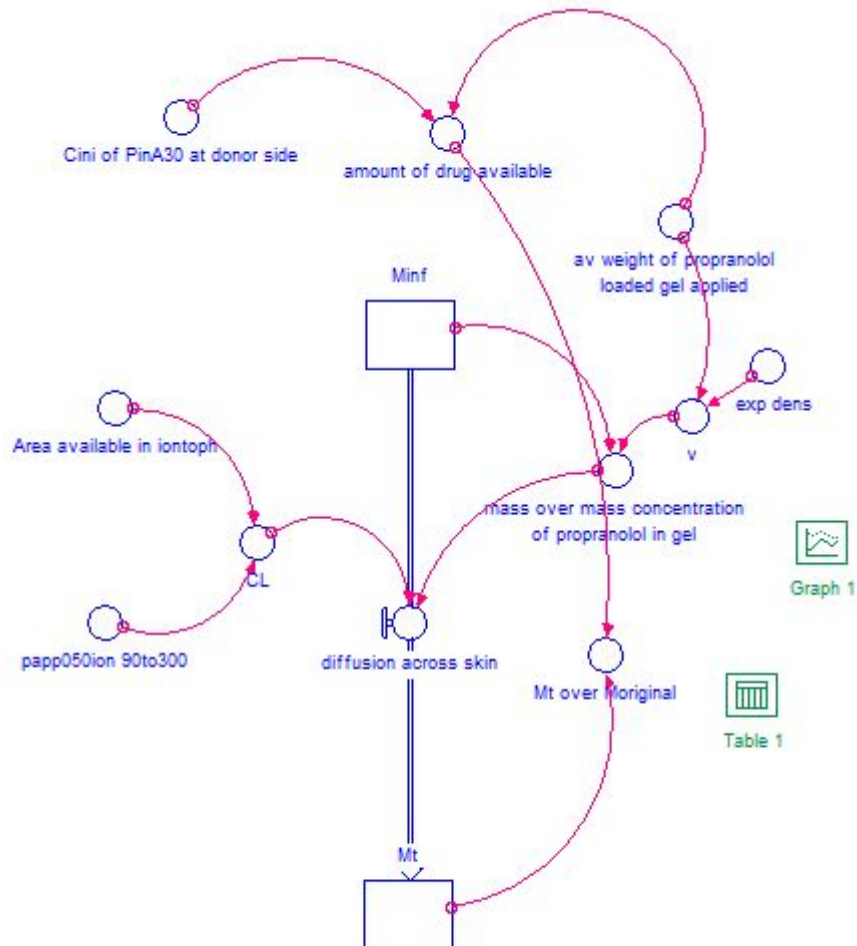 Cini of PinA30 at donor side
amount of drug available
av weight of propranolol
loaded gel applied
Minf
exp dens
Area available in iontoph
v
mass over mass concentration
of propranolol in gel
CL
Graph 1
papp050ion 90to300
diffusion across skin
Mt over Moriginal
Table 1
Mt